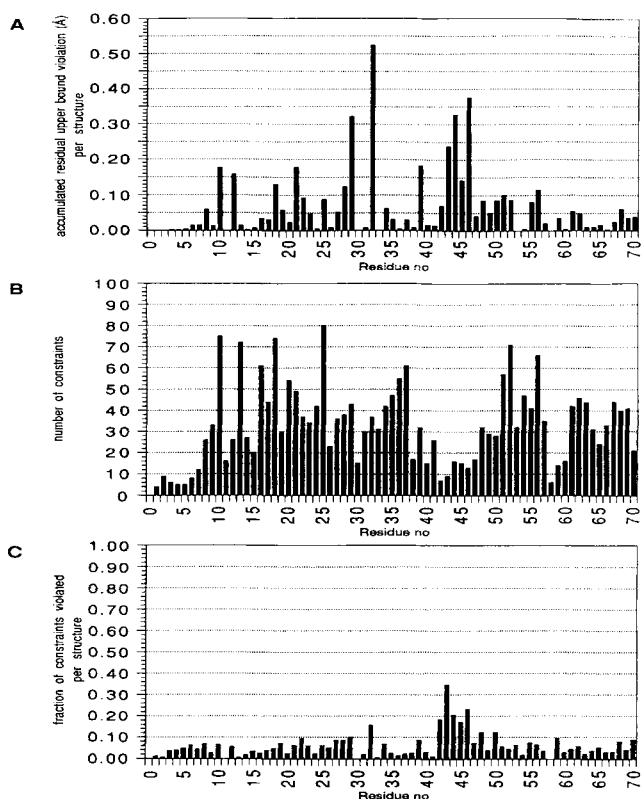 A
accumulated residual upper bound violation (Å)
per structure
0.60
0.50
0.40
0.30
0.20
0.10
0.00
0 5 10 15 20 25 30 35 40 45 50 55 60 65 70
Residue no
B
number of constraints
100
90
80
70
60
50
40
30
20
10
0
0 5 10 15 20 25 30 35 40 45 50 55 60 65 70
Residue no
C
fraction of constraints violated
per structure
1.00
0.90
0.80
0.70
0.60
0.50
0.40
0.30
0.20
0.10
0.00
0 5 10 15 20 25 30 35 40 45 50 55 60 65 70
Residue no